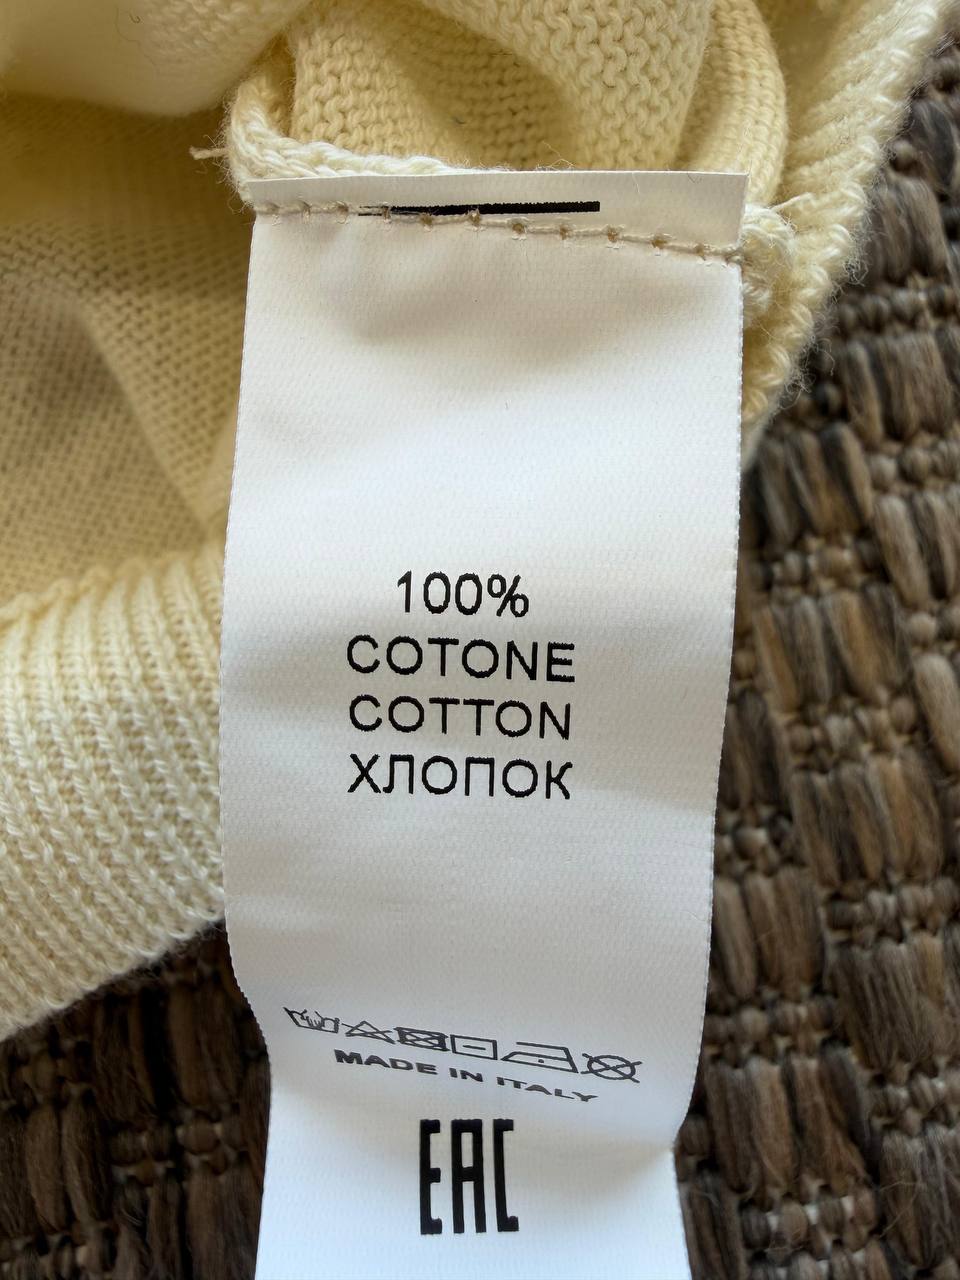 100%
COTONE
COTTON
ХЛОПОК
MADE IN ITALY
EAC